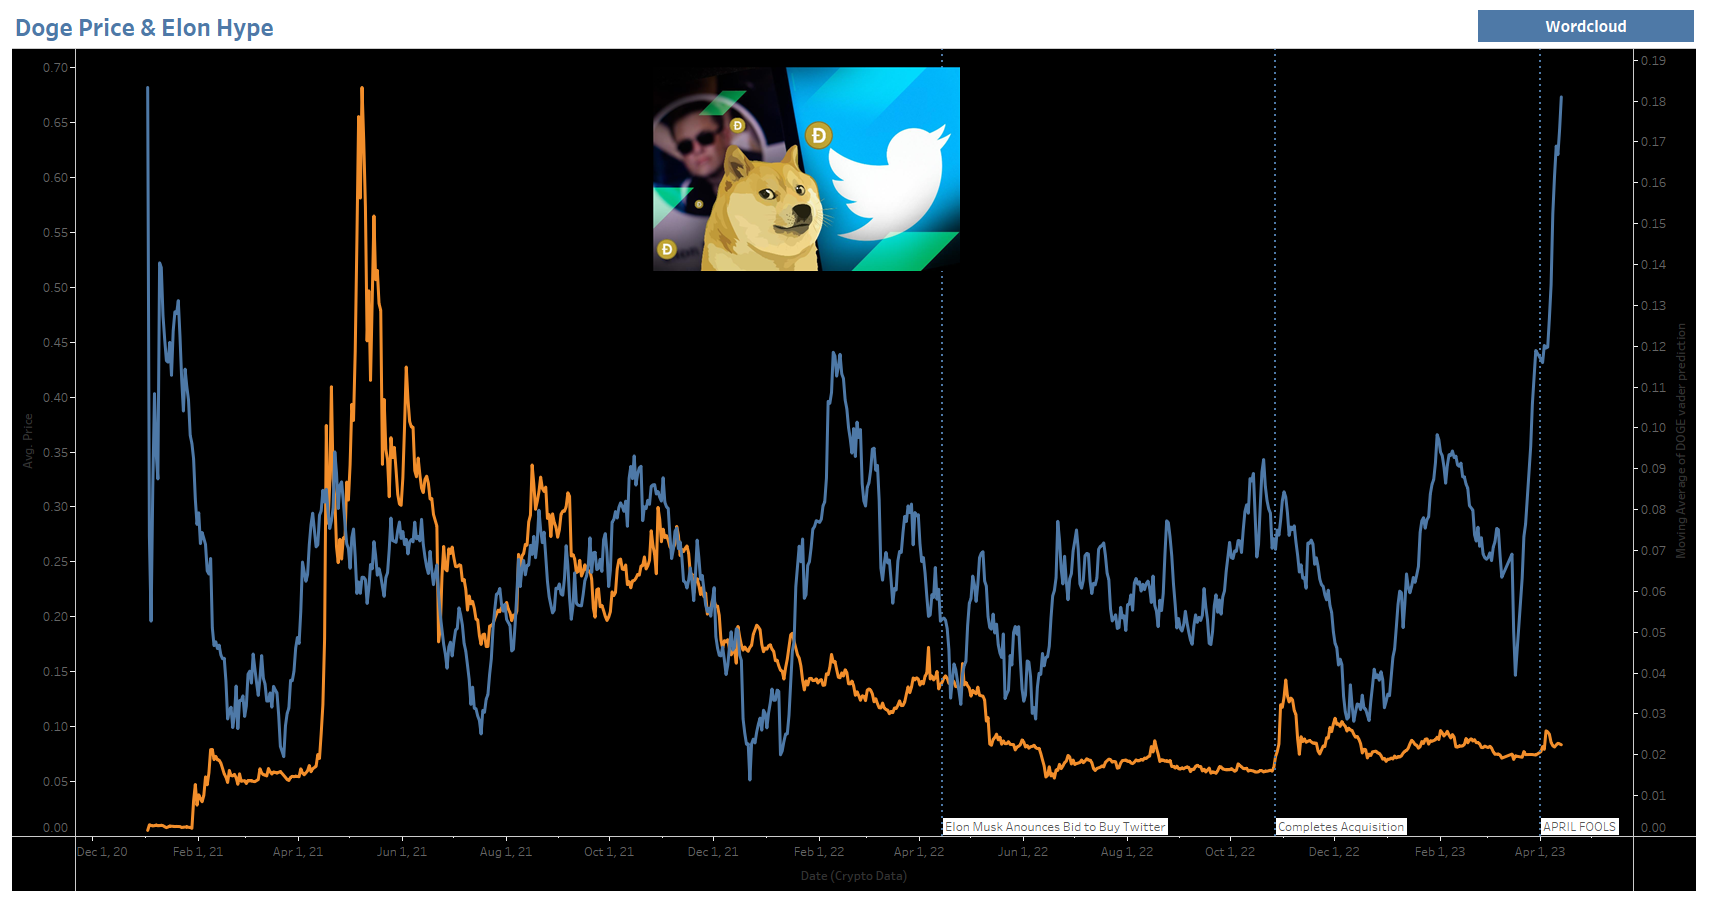 Doge Price & Elon Hype
Wordcloud
0.70
0.65
0.60
0.55
0.50
0.45
0.40
0.35
0.30
0.25
0.20
0.15
0.10
0.05
0.00
Avg. Price
0.19
0.18
0.17
0.16
0.15
0.14
0.13
0.12
0.11
0.10
0.09
0.08
0.07
0.06
0.05
0.04
0.03
0.02
0.01
0.00
Moving Average of DOGE vader prediction
Elon Musk Anounces Bid to Buy Twitter
Completes Acquisition
APRIL FOOLS
Dec 1, 20
Feb 1, 21
Apr 1, 21
Jun 1, 21
Aug 1, 21
Oct 1, 21
Dec 1, 21
Feb 1, 22
Apr 1, 22
Jun 1, 22
Aug 1, 22
Oct 1, 22
Dec 1, 22
Feb 1, 23
Apr 1, 23
Date (Crypto Data)